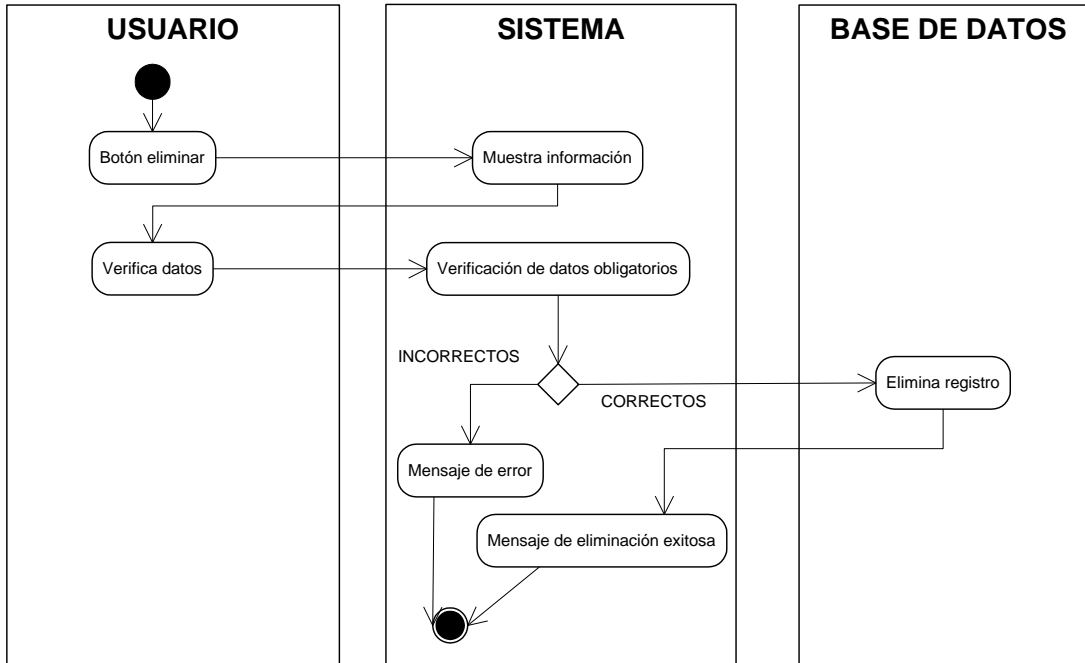 USUARIO
SISTEMA
BASE DE DATOS
Botón eliminar
Muestra información
Verifica datos
Verificación de datos obligatorios
INCORRECTOS
CORRECTOS
Elimina registro
Mensaje de error
Mensaje de eliminación exitosa